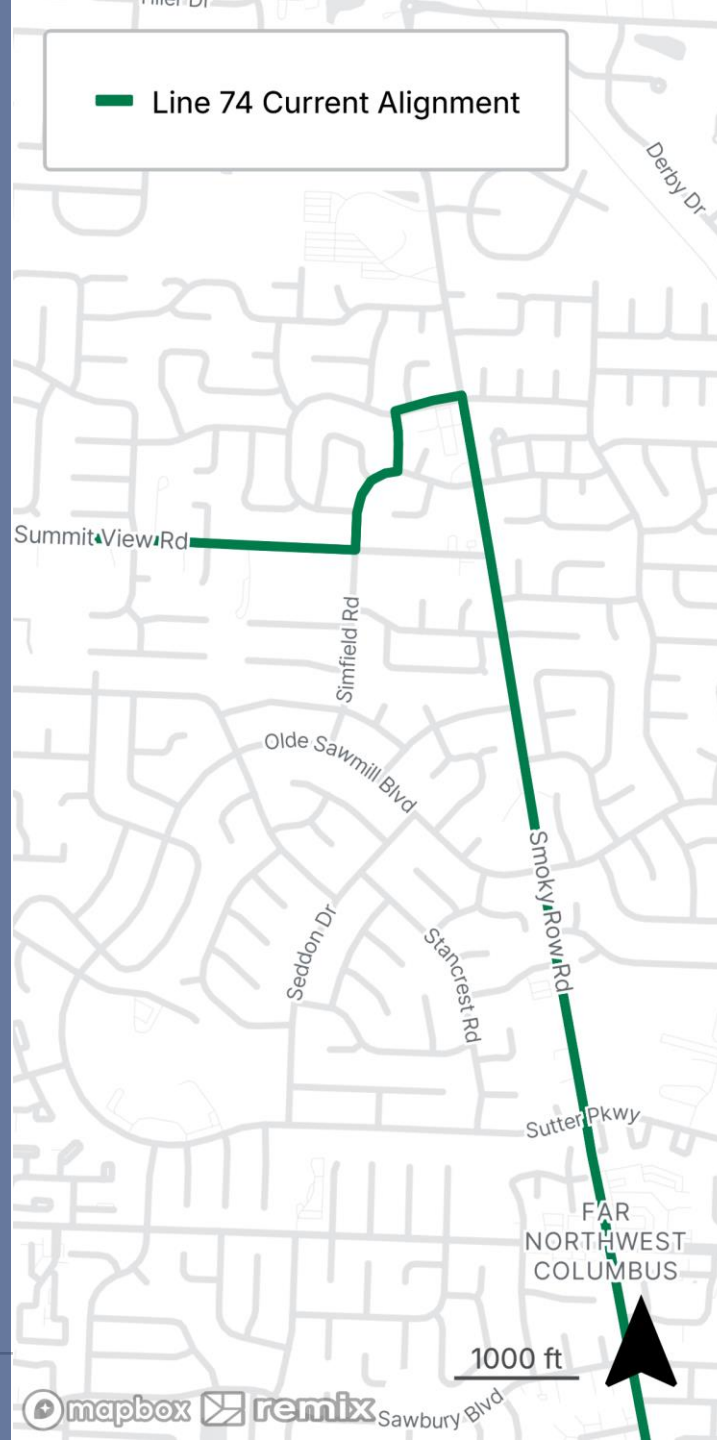 Line 74 Current Alignment
Derby Dr
Summit View Rd
Simfield Rd
Olde Sawmill Blvd
Smoky Row Rd
Seddon Dr
Stancrest Rd
Sutter Pkwy
FAR
NORTHWEST
COLUMBUS
1000 ft
mapbox remix Sawbury Blvd